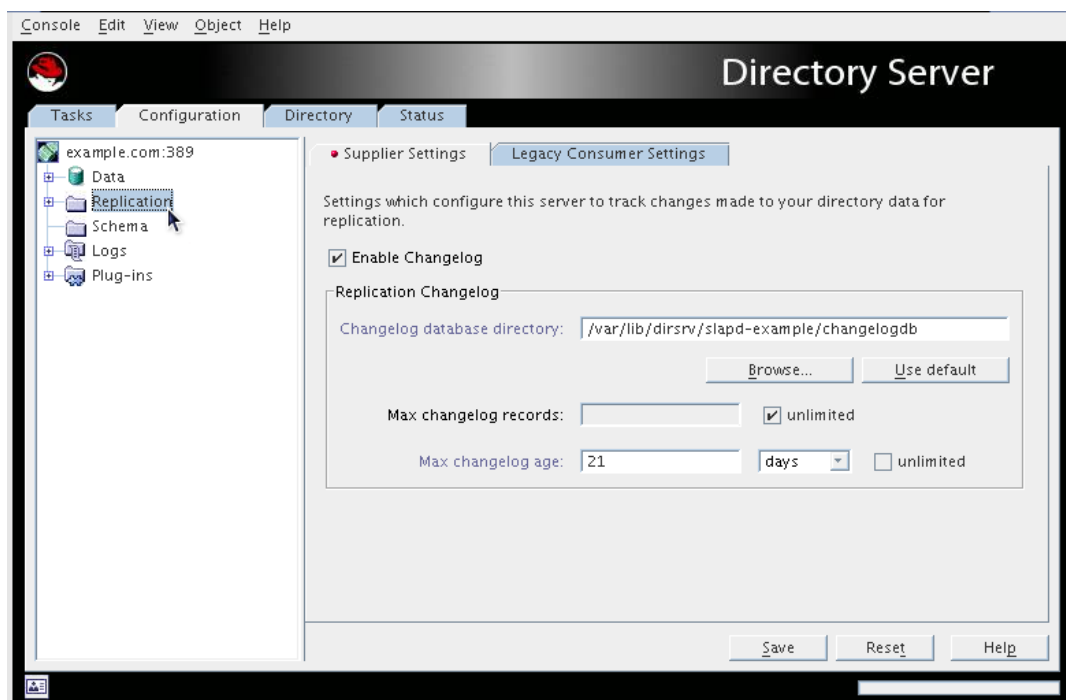 Console Edit View Object Help
Directory Server
Tasks Configuration Directory Status
example.com:389
Data
Replication
Schema
Logs
Plug-ins
Supplier Settings Legacy Consumer Settings
Settings which configure this server to track changes made to your directory data for
replication.
Enable Changelog
Replication Changelog
Changelog database directory: /var/lib/dirsrv/slapd-example/changelogdb
Browse... Use default
Max changelog records: unlimited
Max changelog age: 21 days unlimited
Save Reset Help